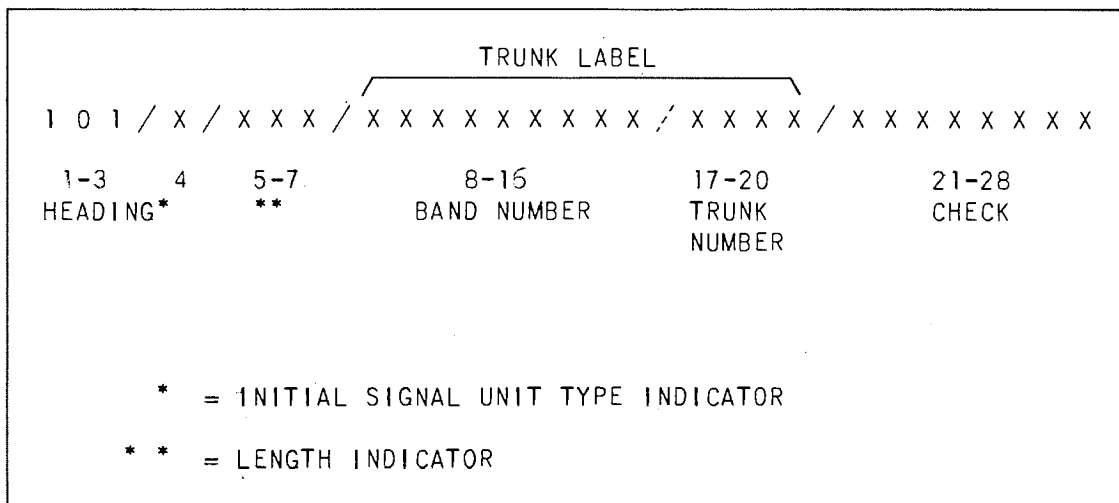 TRUNK LABEL
1 0 1 / X / X X X / X X X X X X X X X / X X X X / X X X X X X X X
1-3 4 5-7 8-16 17-20 21-28
HEADING* ** BAND NUMBER TRUNK CHECK
NUMBER
* = INITIAL SIGNAL UNIT TYPE INDICATOR
* * = LENGTH INDICATOR